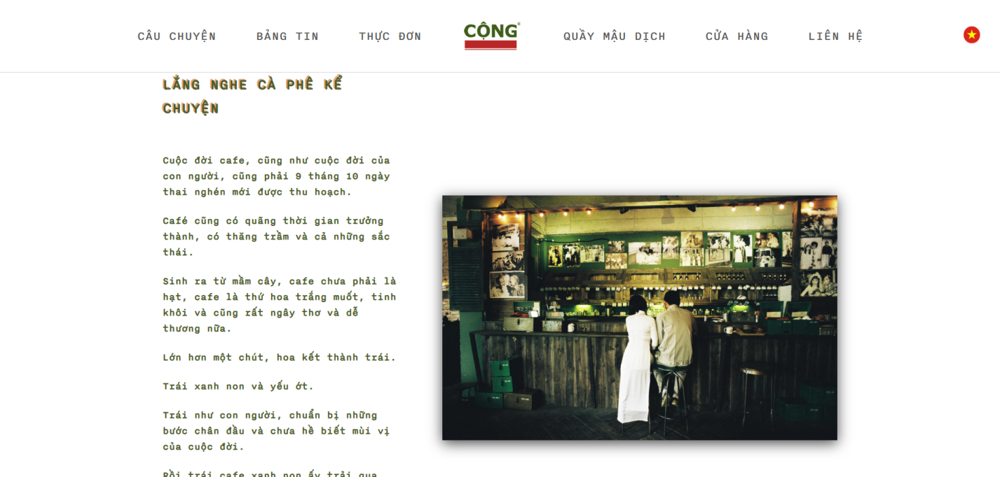 CÂU CHUYỆN
BẢNG TIN
THỰC ĐƠN
CỘNG®
QUẦY MẬU DỊCH
CỬA HÀNG
LIÊN HỆ
LẮNG NGHE CÀ PHÊ KỂ
CHUYỆN
Cuộc đời cafe, cũng như cuộc đời của
con người, cũng phải 9 tháng 10 ngày
thai nghén mới được thu hoạch.
Café cũng có quãng thời gian trưởng
thành, có thăng trầm và cả những sắc
thái.
Sinh ra từ mầm cây, cafe chưa phải là
hạt, cafe là thứ hoa trắng muốt, tinh
khôi và cũng rất ngây thơ và dễ
thương nữa.
Lớn hơn một chút, hoa kết thành trái.
Trái xanh non và yếu ớt.
Trái như con người, chuẩn bị những
bước chân đầu và chưa hề biết mùi vị
của cuộc đời.
Rồi trái cafe xanh non ấy trải qua